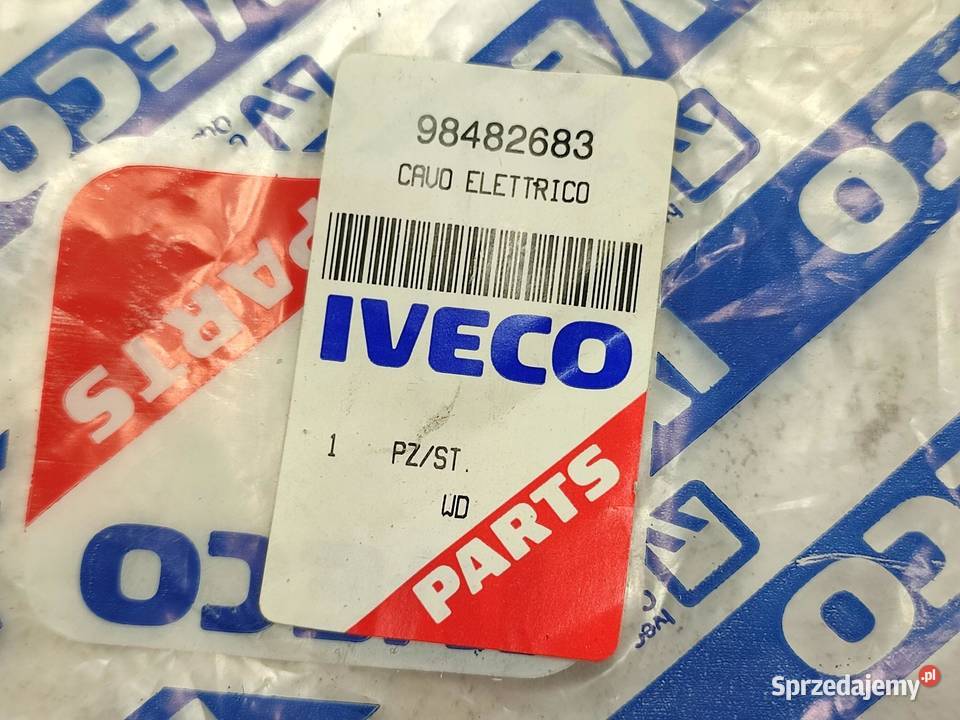 98482683
CAVO ELETTRICO
IVECO
1 PZ/ST.
WD
PARTS
PARTS
Sprzedajemy.pl